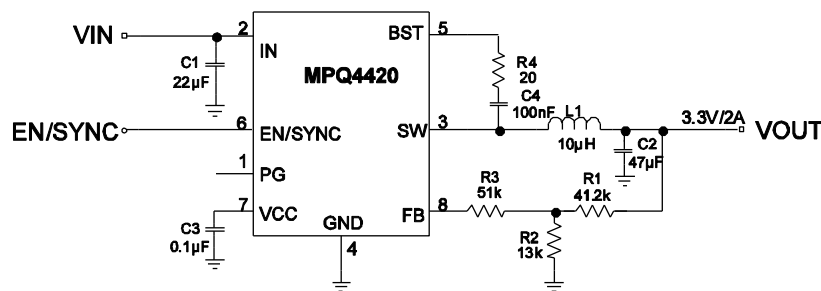 VIN
2
IN
C1
22µF
MPQ4420
BST
5
R4
20
C4
100nF
EN/SYNC
6
EN/SYNC
SW
3
L1
10µH
3.3V/2A
VOUT
C2
47µF
1
PG
7
VCC
C3
0.1µF
GND
4
FB
8
R3
51k
R1
41.2k
R2
13k